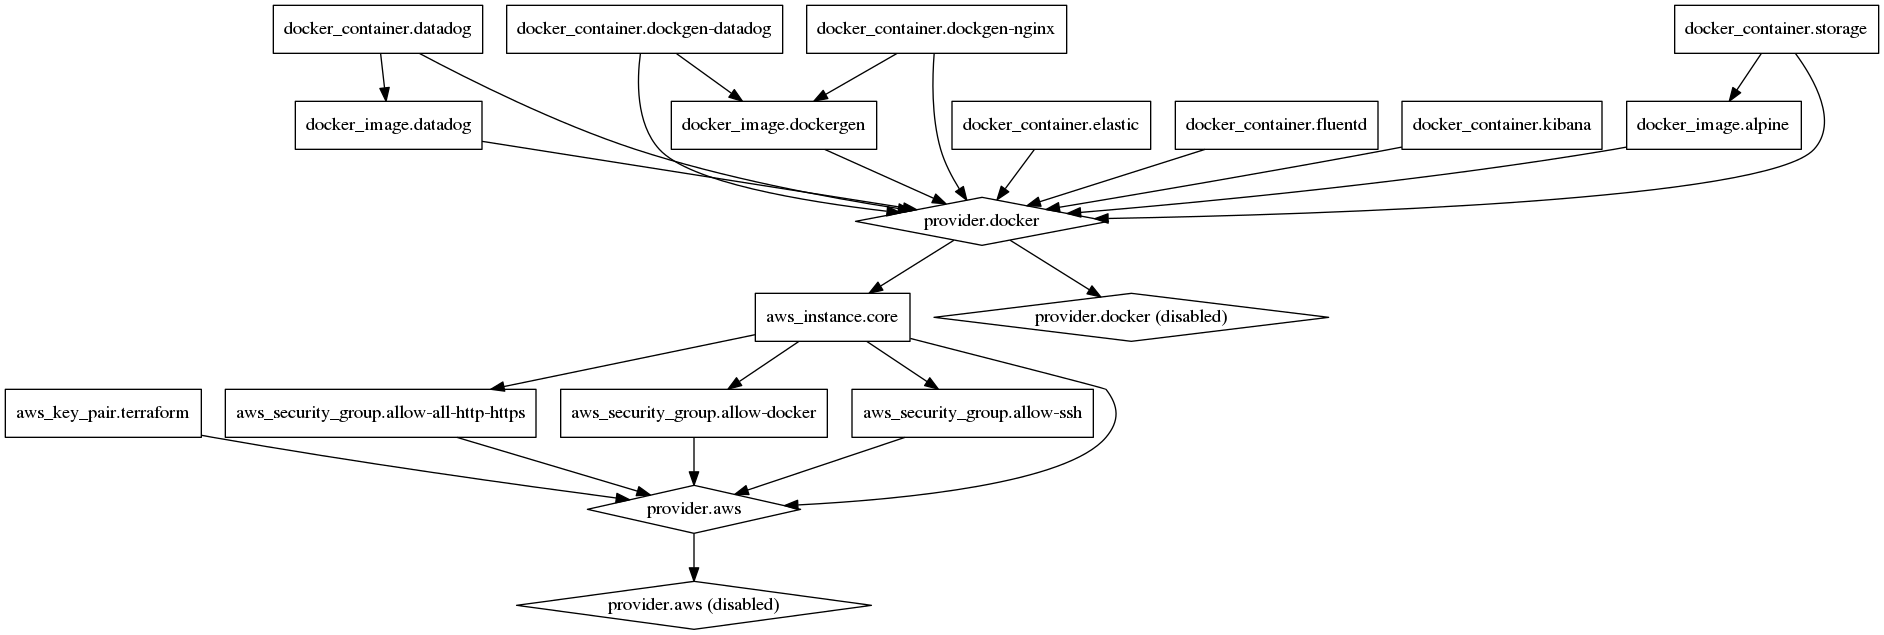 docker_container.datadog
docker_container.dockgen-datadog
docker_container.dockgen-nginx
docker_container.storage
docker_image.datadog
docker_image.dockergen
docker_container.elastic
docker_container.fluentd
docker_container.kibana
docker_image.alpine
provider.docker
aws_instance.core
provider.docker (disabled)
aws_key_pair.terraform
aws_security_group.allow-all-http-https
aws_security_group.allow-docker
aws_security_group.allow-ssh
provider.aws
provider.aws (disabled)